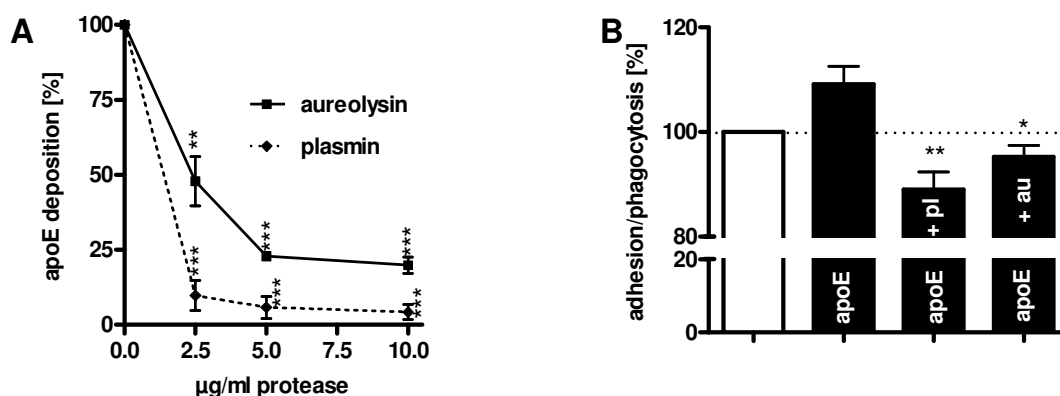 A
apoE deposition [%]
100
75
50
25
0
0.0 2.5 5.0 7.5 10.0
µg/ml protease
aureolysin
plasmin
**
***
***
***
***
***
B
adhesion/phagocytosis [%]
120
100
80
20
0
**
*
apoE
apoE + pl
apoE + au